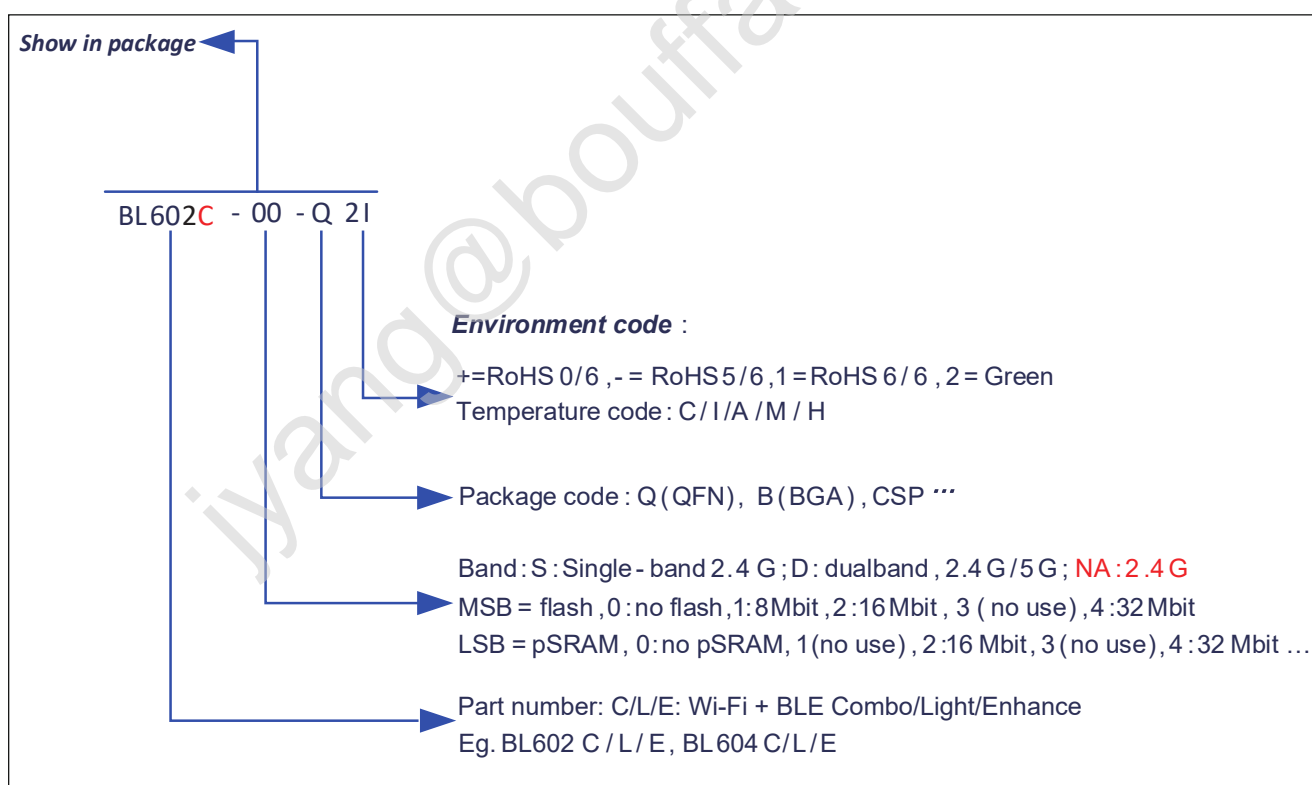 Show in package
BL602C - 00 - Q 2I
Environment code :
+=RoHS 0/6 ,- = RoHS 5/6 ,1 =RoHS 6/6 , 2 = Green
Temperature code : C / I /A / M / H
Package code : Q (QFN), B (BGA) , CSP ···
Band : S : Single - band 2.4 G ; D : dualband , 2.4 G /5 G ; NA : 2.4 G
MSB = flash ,0 : no flash ,1: 8Mbit , 2 :16 Mbit , 3 ( no use) ,4 :32 Mbit
LSB = pSRAM , 0: no pSRAM, 1(no use) , 2 :16 Mbit, 3 (no use), 4 : 32 Mbit ...
Part number: C/L/E: Wi-Fi + BLE Combo/Light/Enhance
Eg. BL602 C / L / E , BL604 C/L/E
jyang@bouffa